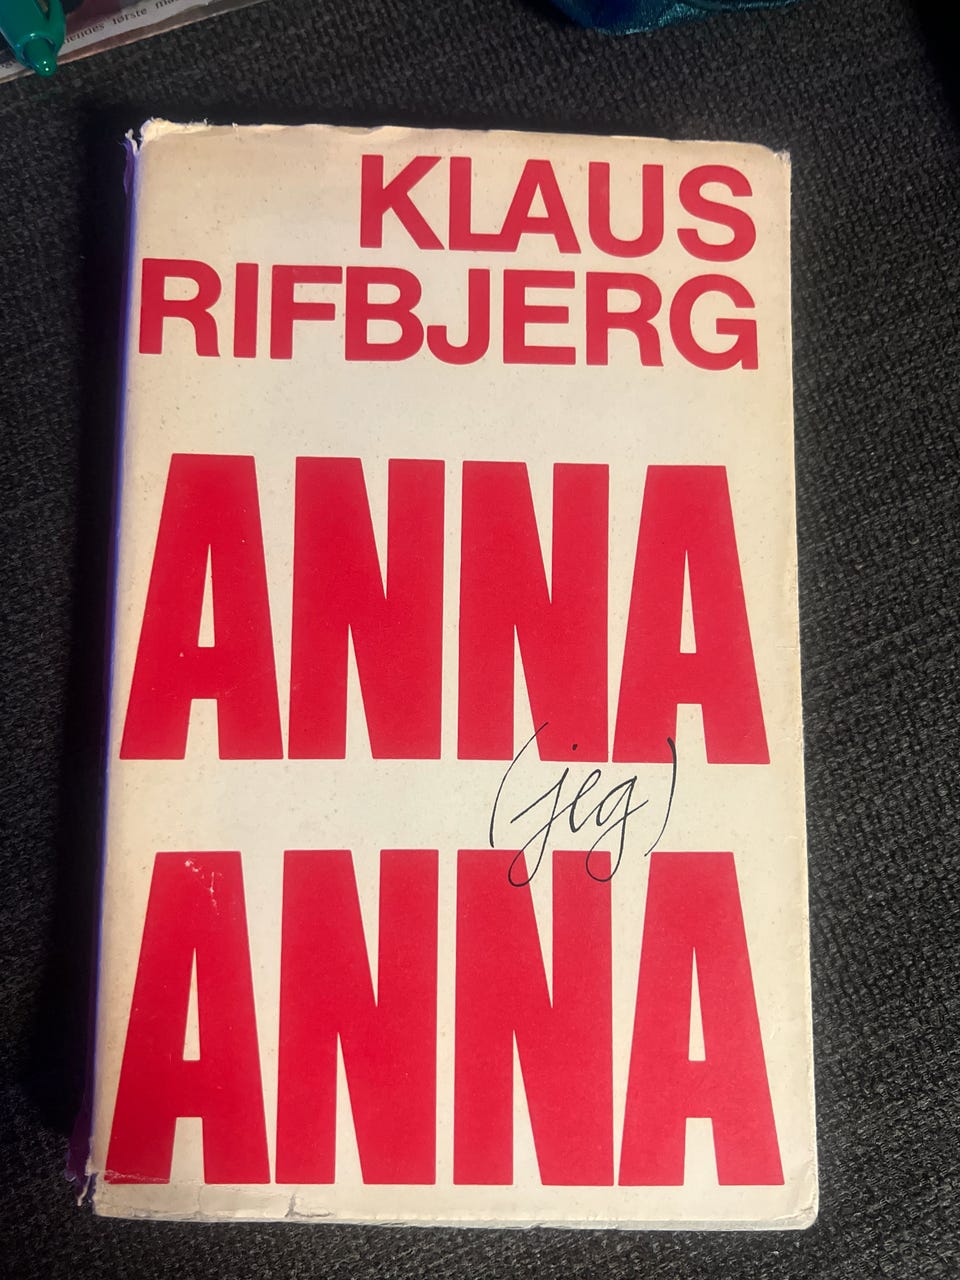 KLAUS
RIFBJERG
ANNA
(jeg)
ANNA